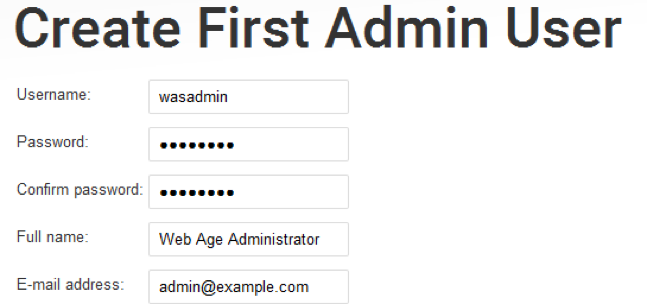 Create First Admin User
Username: wasadmin
Password: ••••••••
Confirm password: ••••••••
Full name: Web Age Administrator
E-mail address: admin@example.com